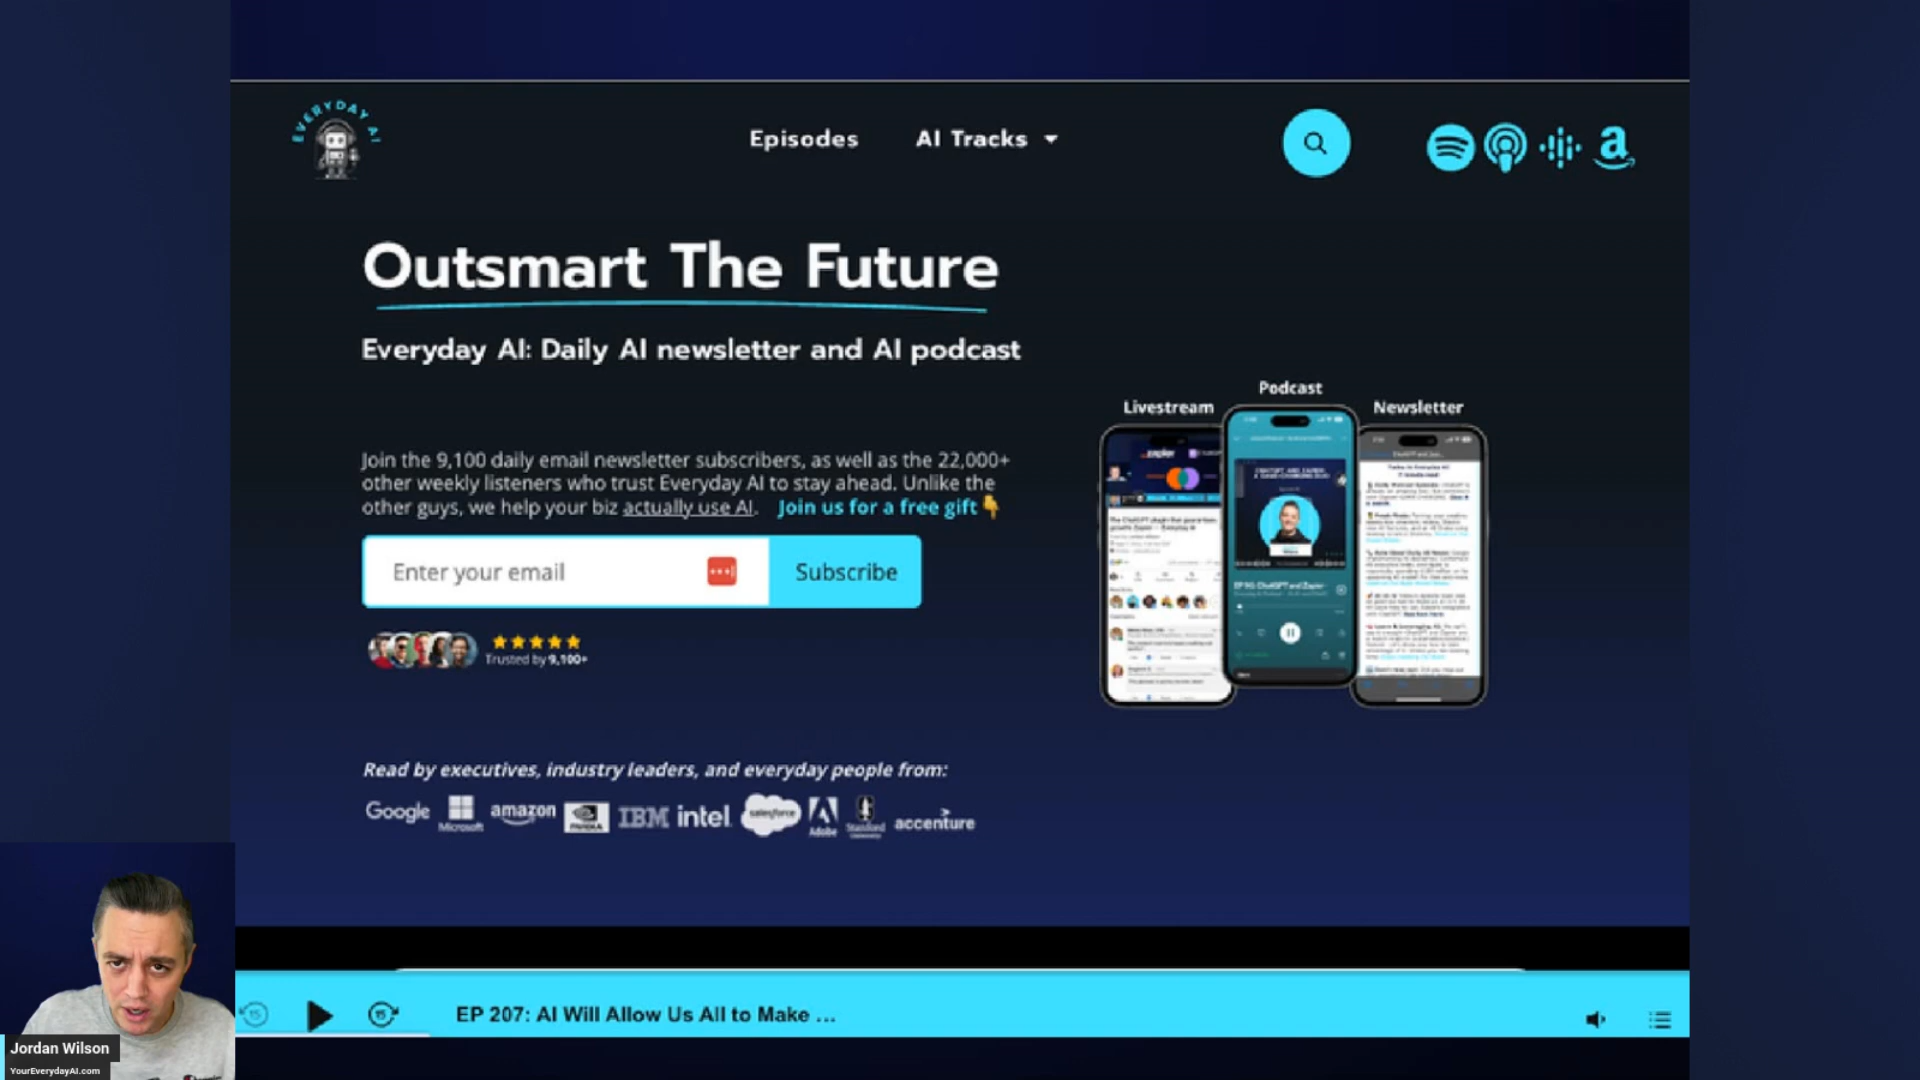 EVERYDAY AI
Episodes
AI Tracks
Outsmart The Future
Everyday AI: Daily AI newsletter and AI podcast
Join the 9,100 daily email newsletter subscribers, as well as the 22,000+
other weekly listeners who trust Everyday AI to stay ahead. Unlike the
other guys, we help your biz actually use AI. Join us for a free gift
Enter your email
Subscribe
Trusted by 9,100+
Livestream
Podcast
Newsletter
Read by executives, industry leaders, and everyday people from:
Google
Microsoft
amazon
NVIDIA
IBM
intel
salesforce
Adobe
Stanford
accenture
15
15
EP 207: AI Will Allow Us All to Make ...
Jordan Wilson
YourEverydayAI.com